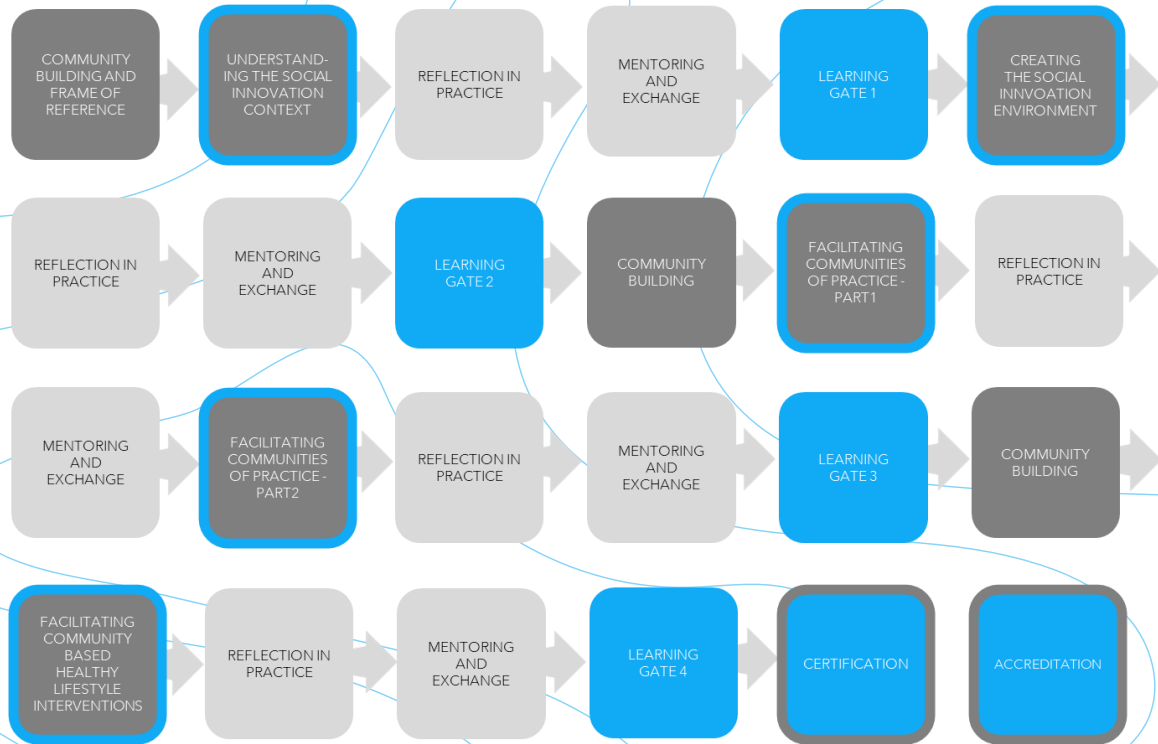 COMMUNITY
BUILDING AND
FRAME OF
REFERENCE
UNDERSTAND-
ING THE SOCIAL
INNOVATION
CONTEXT
REFLECTION IN
PRACTICE
MENTORING
AND
EXCHANGE
LEARNING
GATE 1
CREATING
THE SOCIAL
INNVOATION
ENVIRONMENT
REFLECTION IN
PRACTICE
MENTORING
AND
EXCHANGE
LEARNING
GATE 2
COMMUNITY
BUILDING
FACILITATING
COMMUNITIES
OF PRACTICE -
PART1
REFLECTION IN
PRACTICE
MENTORING
AND
EXCHANGE
FACILITATING
COMMUNITIES
OF PRACTICE -
PART2
REFLECTION IN
PRACTICE
MENTORING
AND
EXCHANGE
LEARNING
GATE 3
COMMUNITY
BUILDING
FACILITATING
COMMUNITY
BASED
HEALTHY
LIFESTYLE
INTERVENTIONS
REFLECTION IN
PRACTICE
MENTORING
AND
EXCHANGE
LEARNING
GATE 4
CERTIFICATION
ACCREDITATION